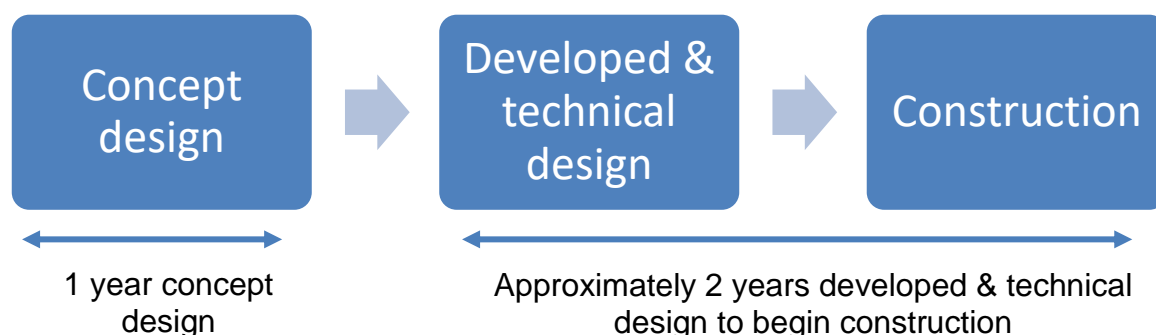 Concept
design
Developed &
technical
design
Construction
1 year concept
design
Approximately 2 years developed & technical
design to begin construction